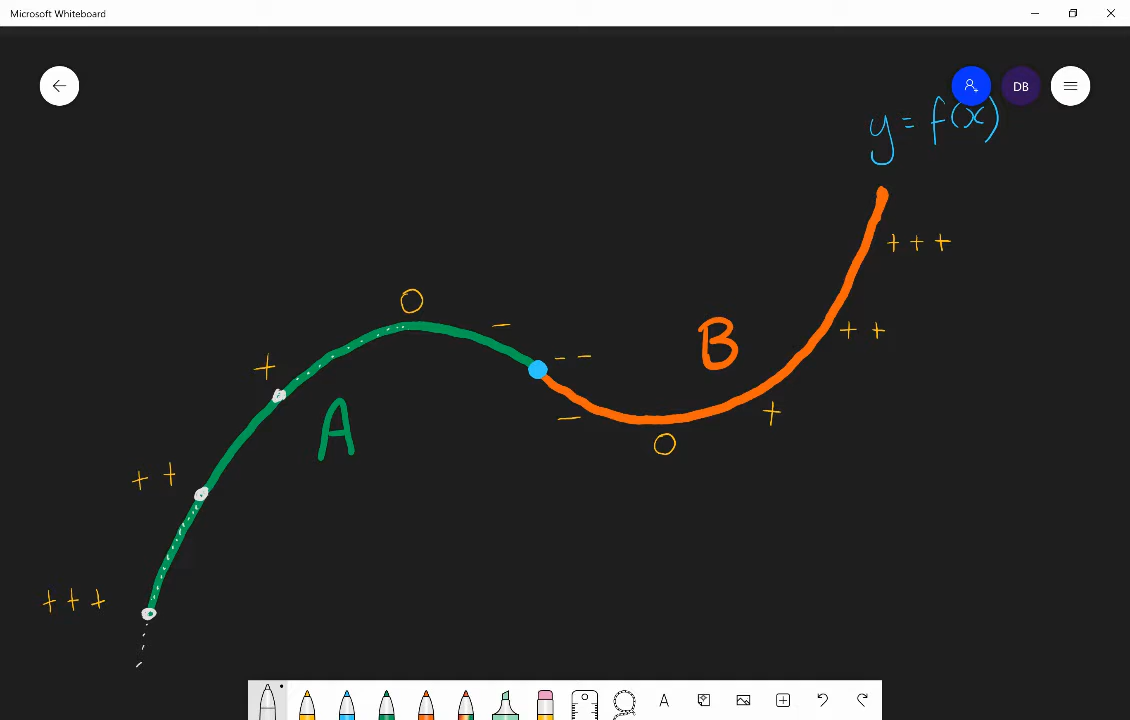 Microsoft Whiteboard
DB
y = f(x)
+ + +
0
-
+
- -
B
+ +
-
+
A
0
+ +
+ + +
A